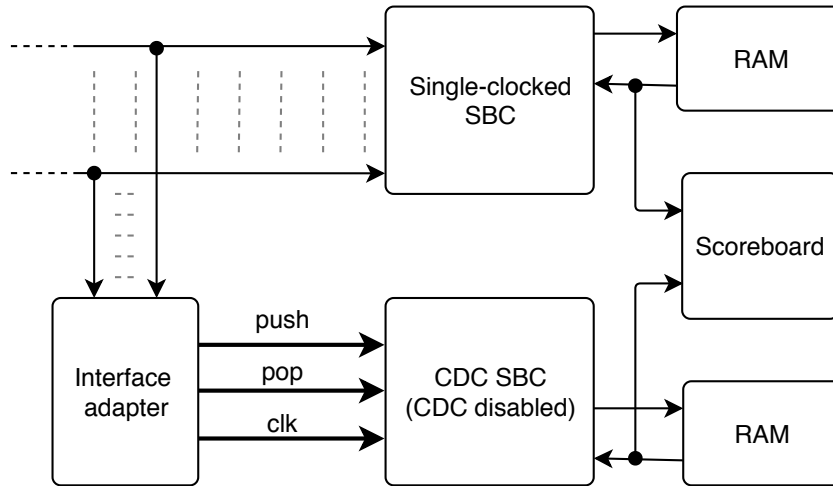 Single-clocked
SBC
RAM
Scoreboard
Interface
adapter
push
pop
clk
CDC SBC
(CDC disabled)
RAM